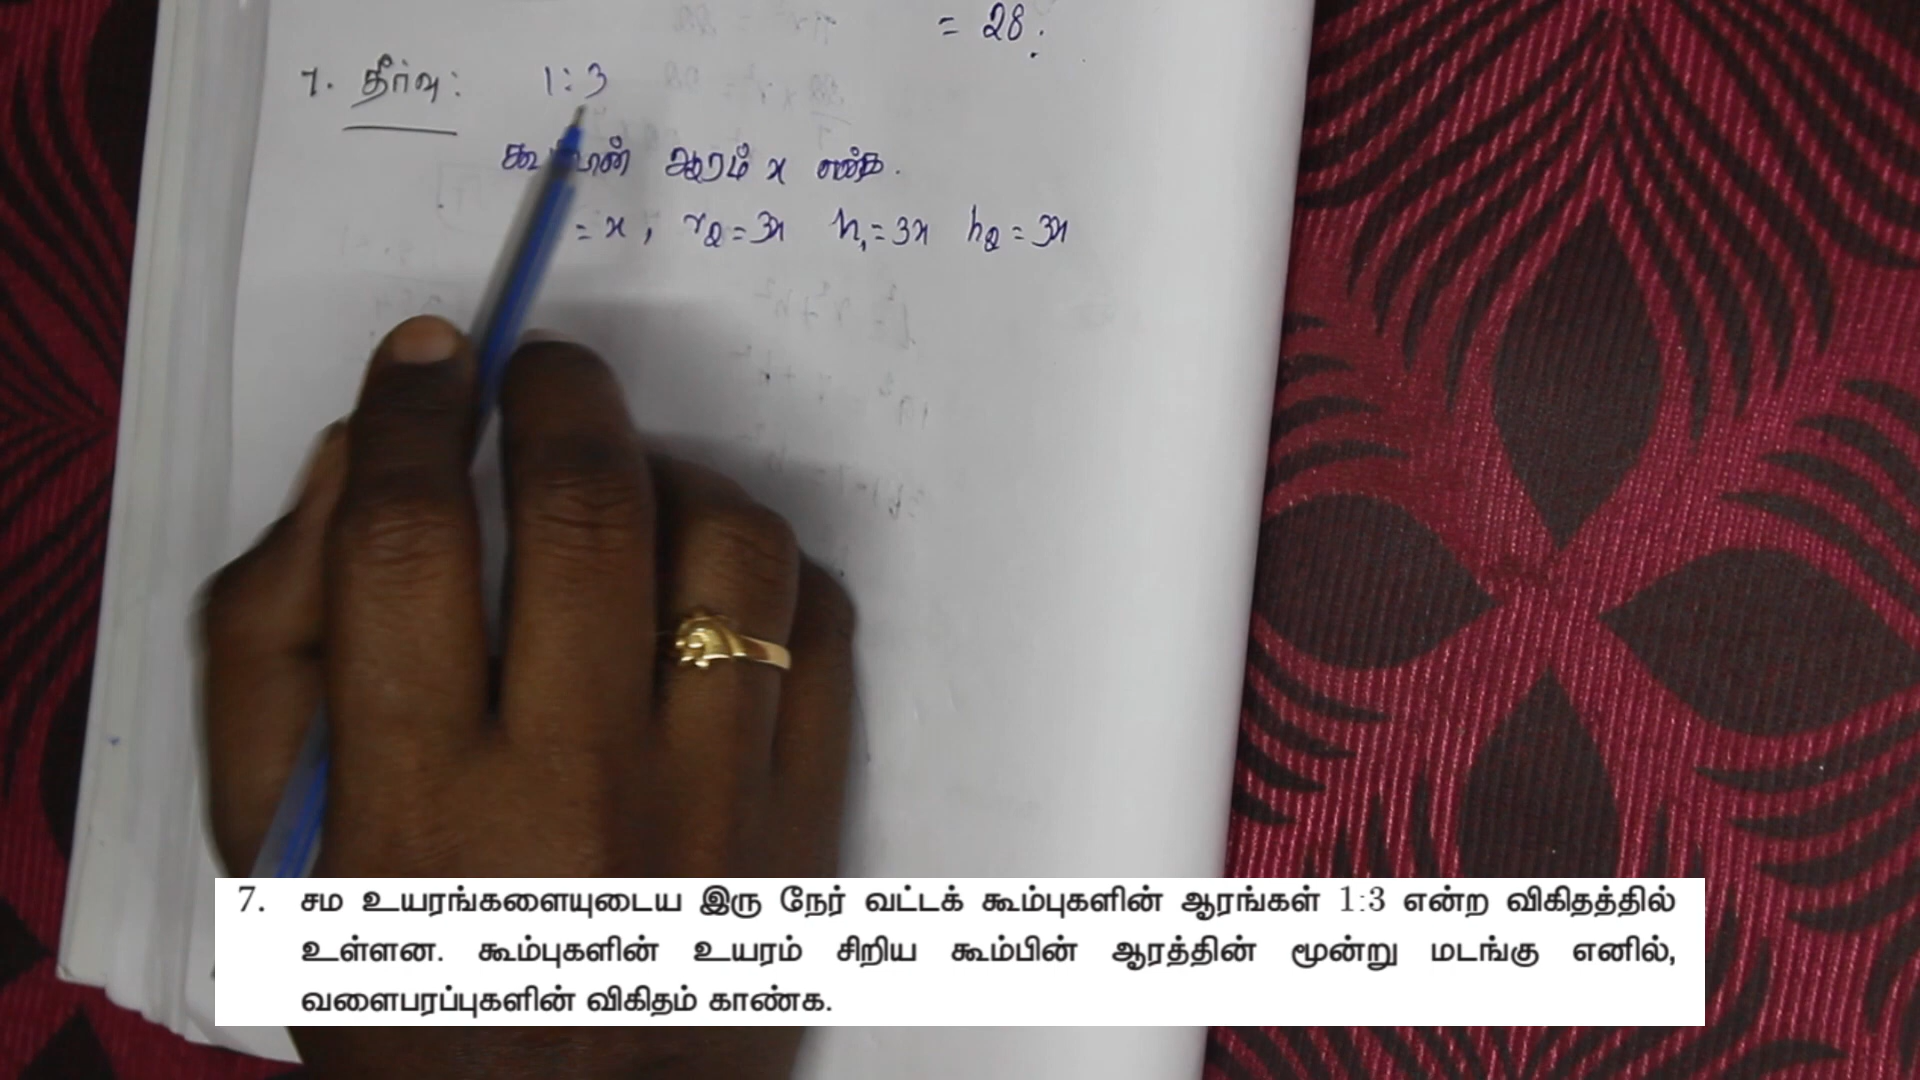 = 28.
7. தீர்வு: 1:3
ஆரம் x என்க.
= x, r₂ = 3x h₁ = 3x h₂ = 3x
7. சம உயரங்களையுடைய இரு நேர் வட்டக் கூம்புகளின் ஆரங்கள் 1:3 என்ற விகிதத்தில்
உள்ளன. கூம்புகளின் உயரம் சிறிய கூம்பின் ஆரத்தின் மூன்று மடங்கு எனில்,
வளைபரப்புகளின் விகிதம் காண்க.